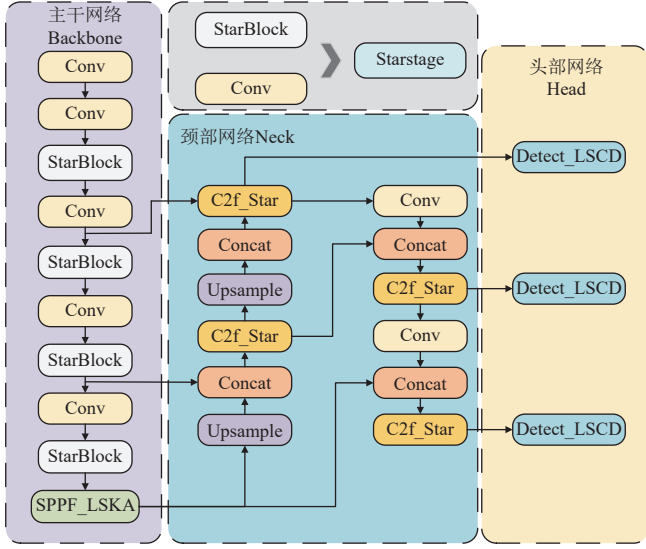 主干网络
Backbone
Conv
Conv
StarBlock
Conv
StarBlock
Conv
StarBlock
Conv
StarBlock
SPPF_LSKA
StarBlock
Conv
Starstage
颈部网络Neck
C2f_Star
Concat
Upsample
C2f_Star
Concat
Upsample
Conv
Concat
C2f_Star
Conv
Concat
C2f_Star
头部网络
Head
Detect_LSCD
Detect_LSCD
Detect_LSCD